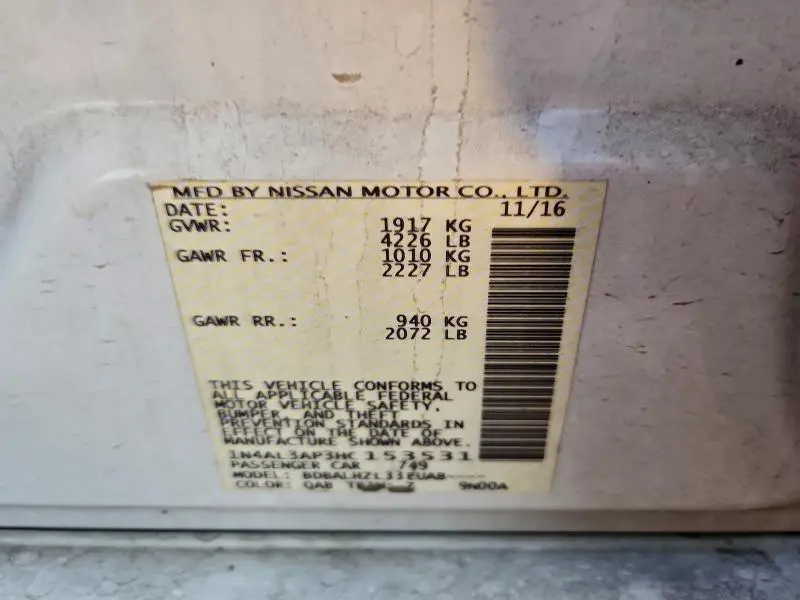 MFD BY NISSAN MOTOR CO., LTD.
DATE: 11/16
GVWR: 1917 KG
4226 LB
GAWR FR.: 1010 KG
2227 LB
GAWR RR.: 940 KG
2072 LB
THIS VEHICLE CONFORMS TO
ALL APPLICABLE FEDERAL
MOTOR VEHICLE SAFETY,
BUMPER, AND THEFT
PREVENTION STANDARDS IN
EFFECT ON THE DATE OF
MANUFACTURE SHOWN ABOVE.
1N4AL3AP3HC153531
PASSENGER CAR 749
MODEL: BDBALHZL33EUAB----
COLOR: QAB